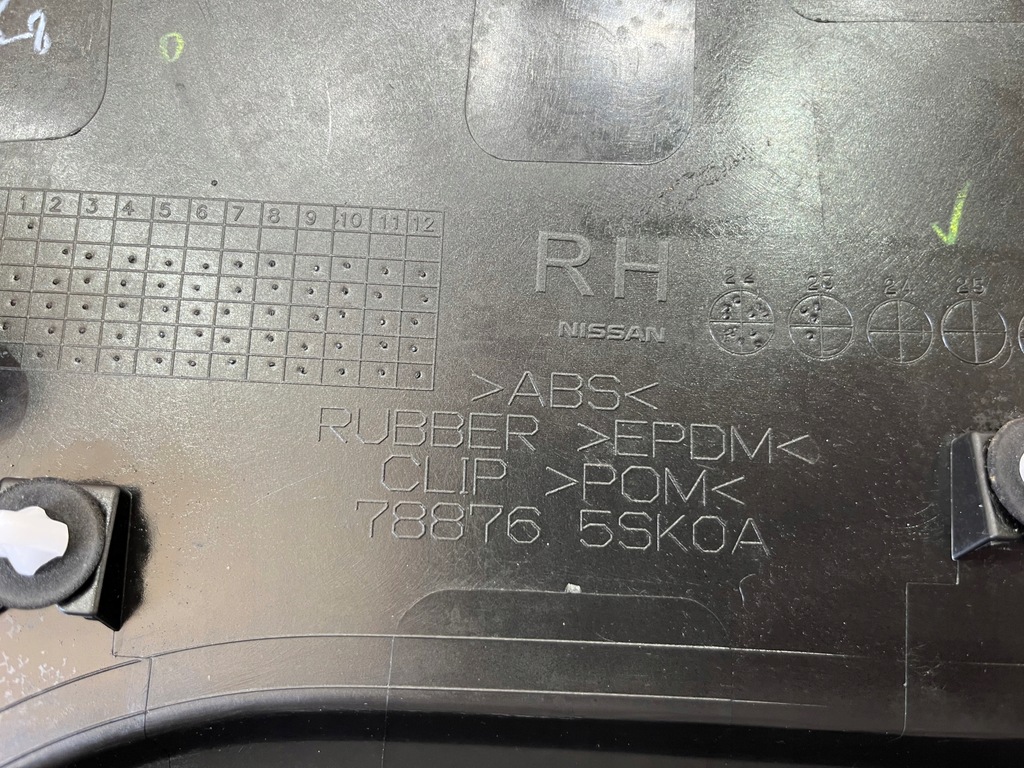 1 2 3 4 5 6 7 8 9 10 11 12
RH
22 23 24 25
NISSAN
>ABS<
RUBBER >EPDM<
CLIP >POM<
78876 5SK0A